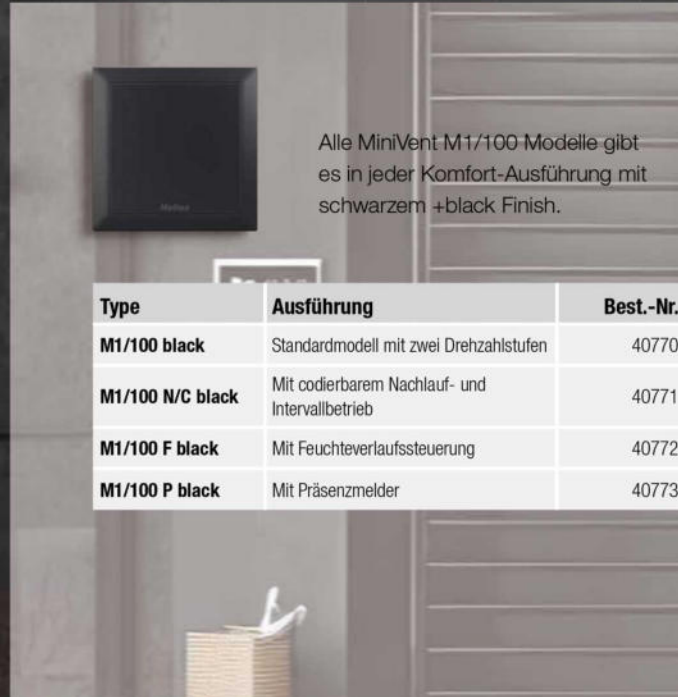 Alle MiniVent M1/100 Modelle gibt
es in jeder Komfort-Ausführung mit
schwarzem +black Finish.
Type Ausführung Best.-Nr.
M1/100 black Standardmodell mit zwei Drehzahlstufen 40770
M1/100 N/C black Mit codierbarem Nachlauf- und
Intervallbetrieb 40771
M1/100 F black Mit Feuchteverlaufssteuerung 40772
M1/100 P black Mit Präsenzmelder 40773